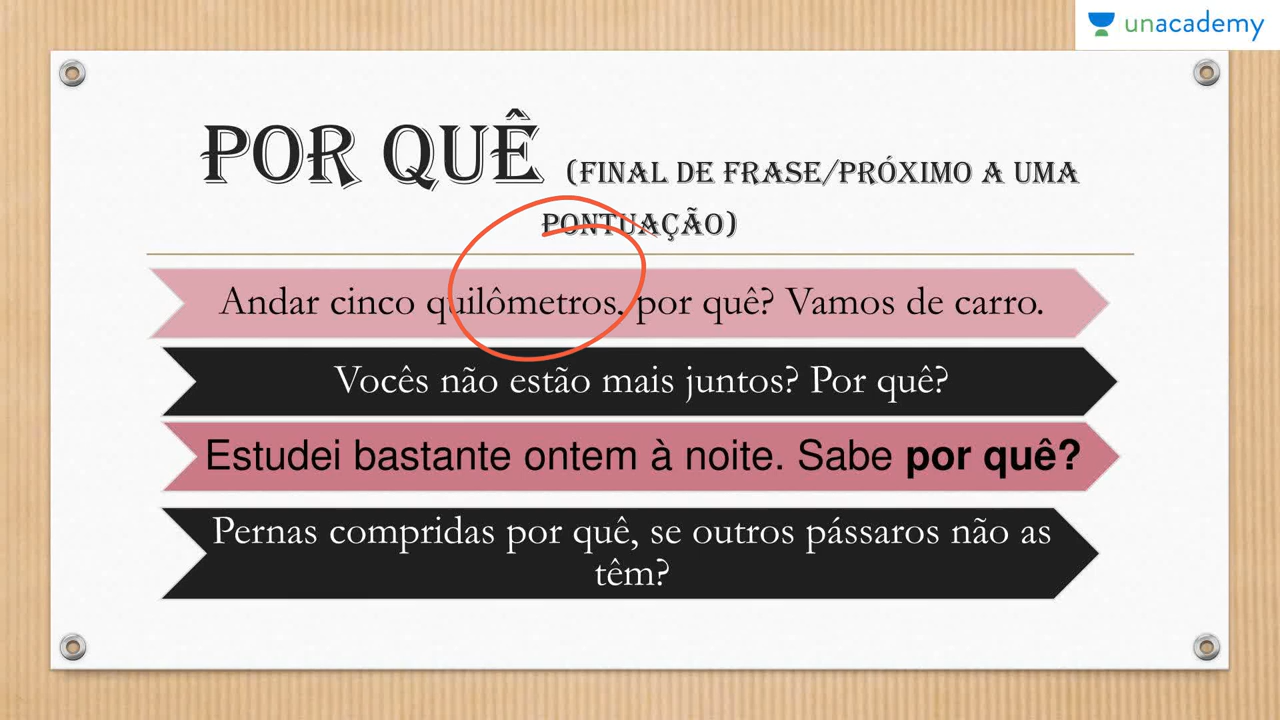 unacademy
POR QUÊ (FINAL DE FRASE/PRÓXIMO A UMA
PONTUAÇÃO)
Andar cinco quilômetros, por quê? Vamos de carro.
Vocês não estão mais juntos? Por quê?
Estudei bastante ontem à noite. Sabe por quê?
Pernas compridas por quê, se outros pássaros não as
têm?